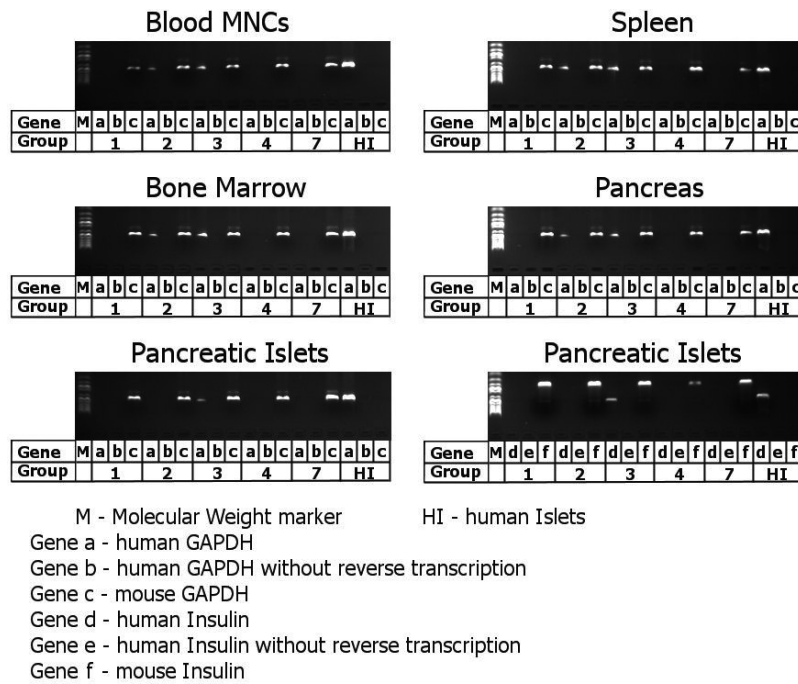 Blood MNCs
Spleen
Gene M a b c a b c a b c a b c a b c a b c
Group 1 2 3 4 7 HI
Gene M a b c a b c a b c a b c a b c a b c
Group 1 2 3 4 7 HI
Bone Marrow
Pancreas
Gene M a b c a b c a b c a b c a b c a b c
Group 1 2 3 4 7 HI
Gene M a b c a b c a b c a b c a b c a b c
Group 1 2 3 4 7 HI
Pancreatic Islets
Pancreatic Islets
Gene M a b c a b c a b c a b c a b c a b c
Group 1 2 3 4 7 HI
Gene M d e f d e f d e f d e f d e f d e f
Group 1 2 3 4 7 HI
M - Molecular Weight marker
HI - human Islets
Gene a - human GAPDH
Gene b - human GAPDH without reverse transcription
Gene c - mouse GAPDH
Gene d - human Insulin
Gene e - human Insulin without reverse transcription
Gene f - mouse Insulin